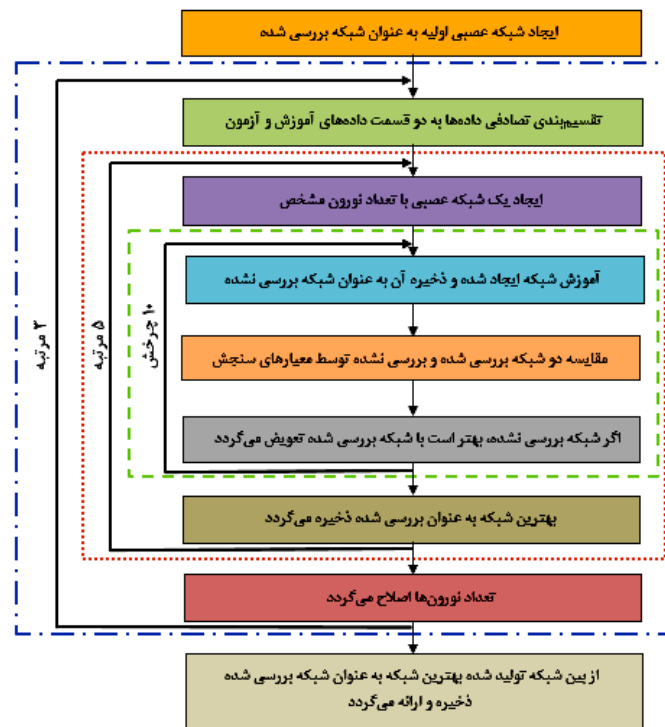 ایجاد شبکه عصبی اولیه به عنوان شبکه بررسی شده
تقسیم‌بندی تصادفی داده‌ها به دو قسمت داده‌های آموزش و آزمون
ایجاد یک شبکه عصبی با تعداد نورون مشخص
آموزش شبکه ایجاد شده و ذخیره آن به عنوان شبکه بررسی نشده
مقایسه دو شبکه بررسی شده و بررسی نشده توسط معیارهای سنجش
اگر شبکه بررسی نشده، بهتر است با شبکه بررسی شده تعویض می‌گردد
۱۰ چرخش
۵ مرتبه
۳ مرتبه
بهترین شبکه به عنوان بررسی شده ذخیره می‌گردد
تعداد نورون‌ها اصلاح می‌گردد
از بین شبکه تولید شده بهترین شبکه به عنوان شبکه بررسی شده
ذخیره و ارائه می‌گردد